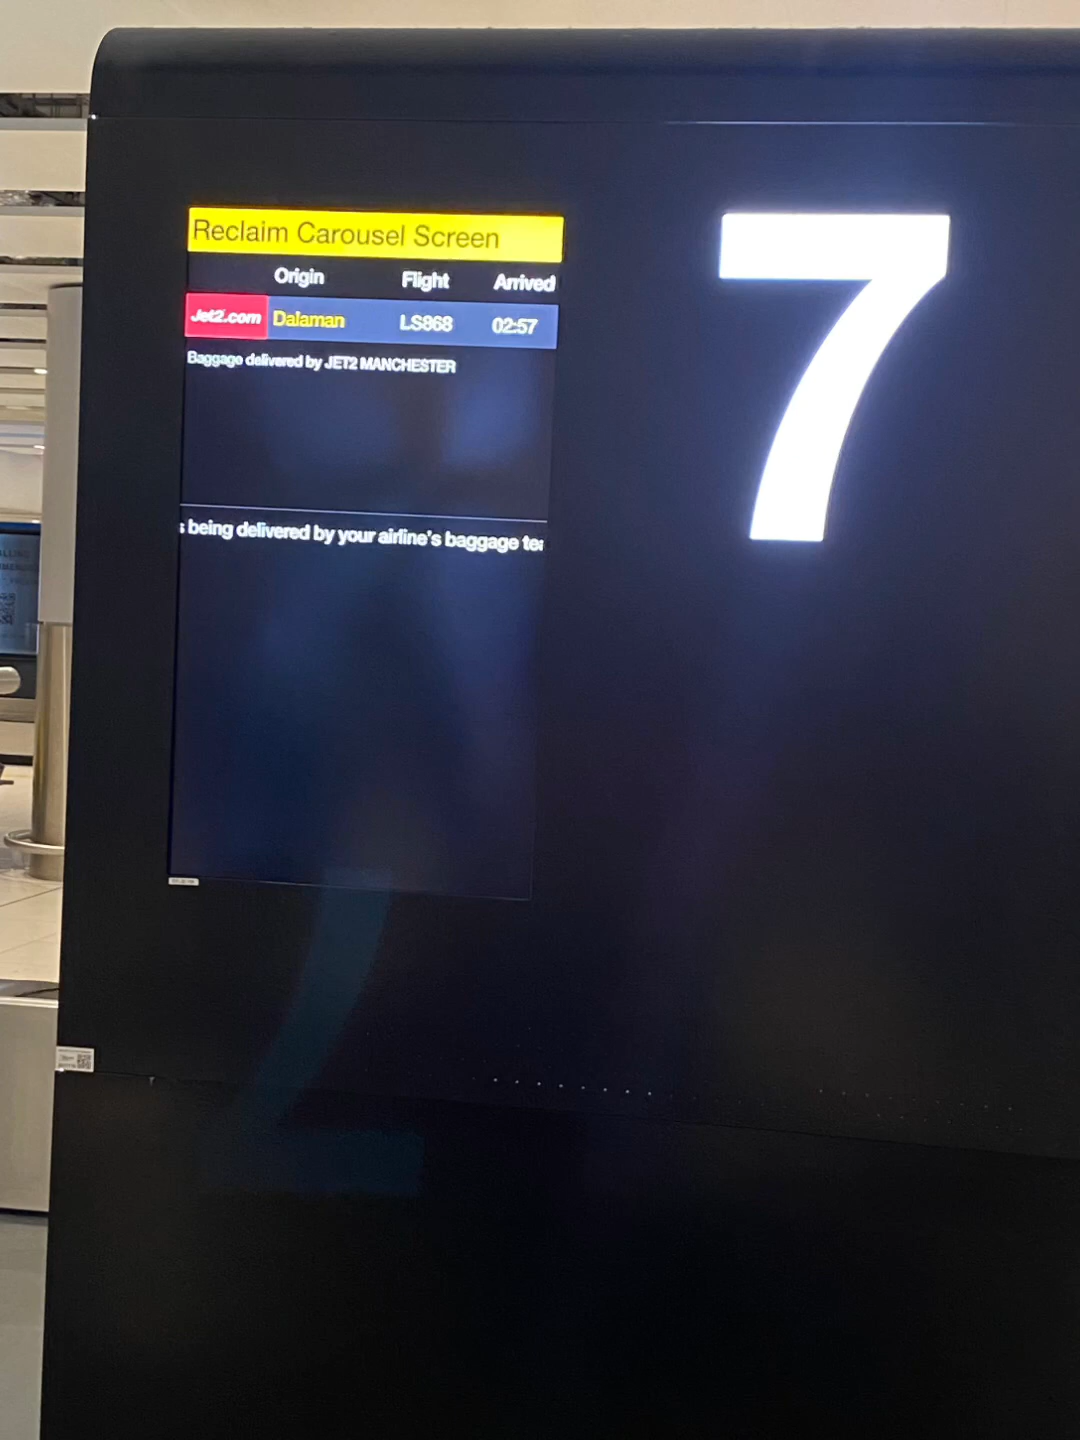 Reclaim Carousel Screen
Origin Flight Arrived
Jet2.com Dalaman LS868 02:57
Baggage delivered by JET2 MANCHESTER
being delivered by your airline's baggage
7